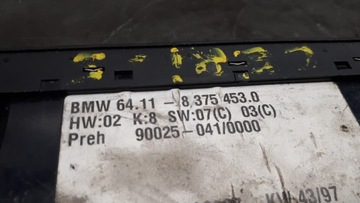 BMW 64.11 - 8 375 453.0
HW:02 K:8 SW:07(C) 03(C)
Preh 90025-041/0000
KW 43/97